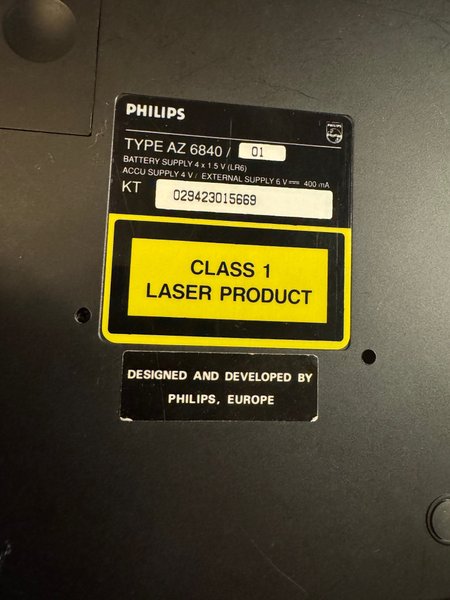 PHILIPS
TYPE AZ 6840 / 01
BATTERY SUPPLY 4 x 1 5 V (LR6)
ACCU SUPPLY 4 V / EXTERNAL SUPPLY 6 V ⎓ 400 mA
KT 029423015669
CLASS 1
LASER PRODUCT
DESIGNED AND DEVELOPED BY
PHILIPS, EUROPE